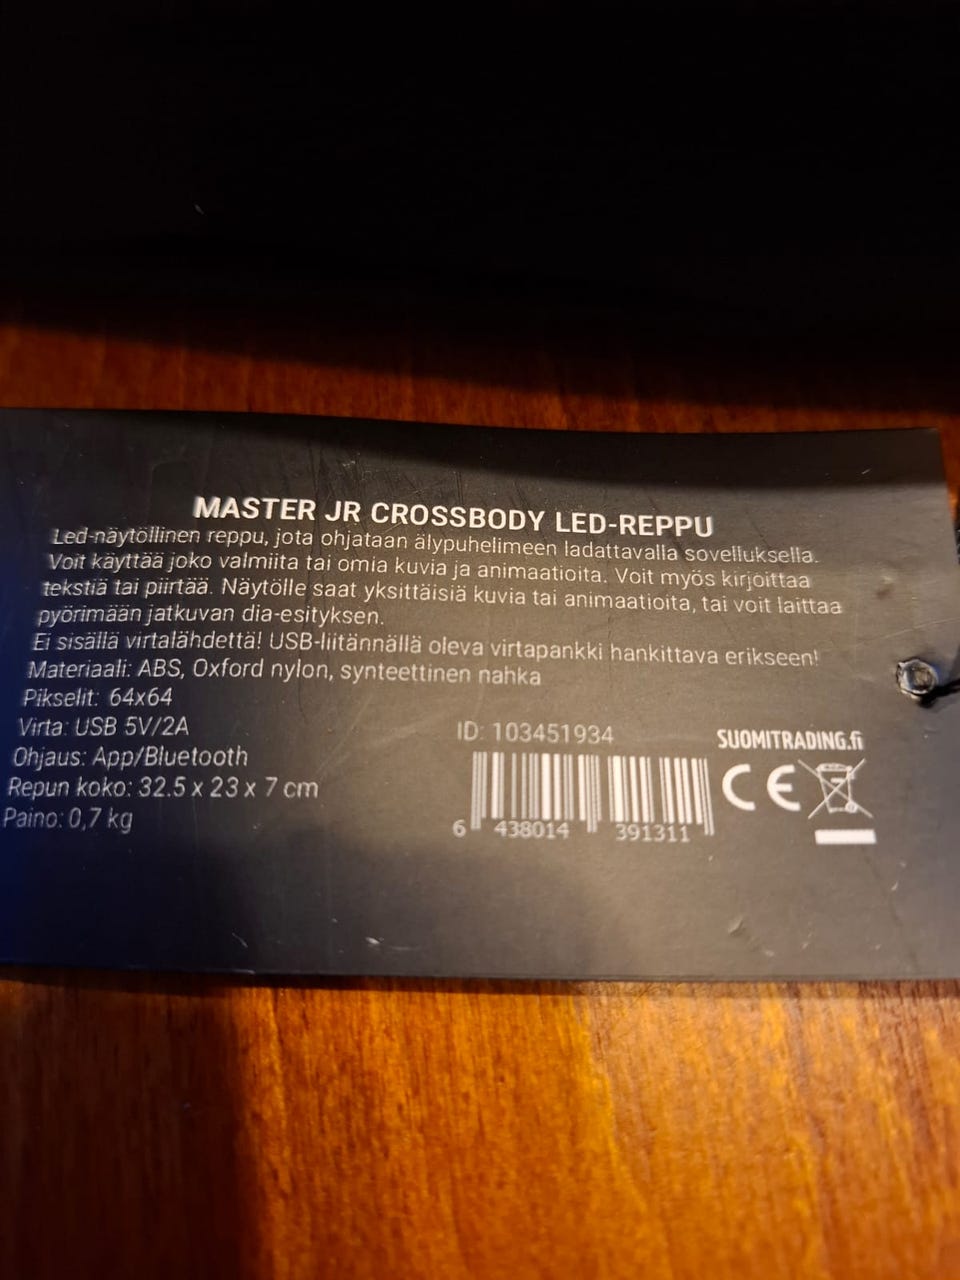 MASTER JR CROSSBODY LED-REPPU
Led-näytöllinen reppu, jota ohjataan älypuhelimeen ladattavalla sovelluksella.
Voit käyttää joko valmiita tai omia kuvia ja animaatioita. Voit myös kirjoittaa
tekstiä tai piirtää. Näytölle saat yksittäisiä kuvia tai animaatioita, tai voit laittaa
pyörimään jatkuvan dia-esityksen.
Ei sisällä virtalähdettä! USB-liitännällä oleva virtapankki hankittava erikseen!
Materiaali: ABS, Oxford nylon, synteettinen nahka
Pikselit: 64x64
Virta: USB 5V/2A
Ohjaus: App/Bluetooth
Repun koko: 32.5 x 23 x 7 cm
Paino: 0,7 kg
ID: 103451934
6 438014 391311
SUOMITRADING.fi
CE